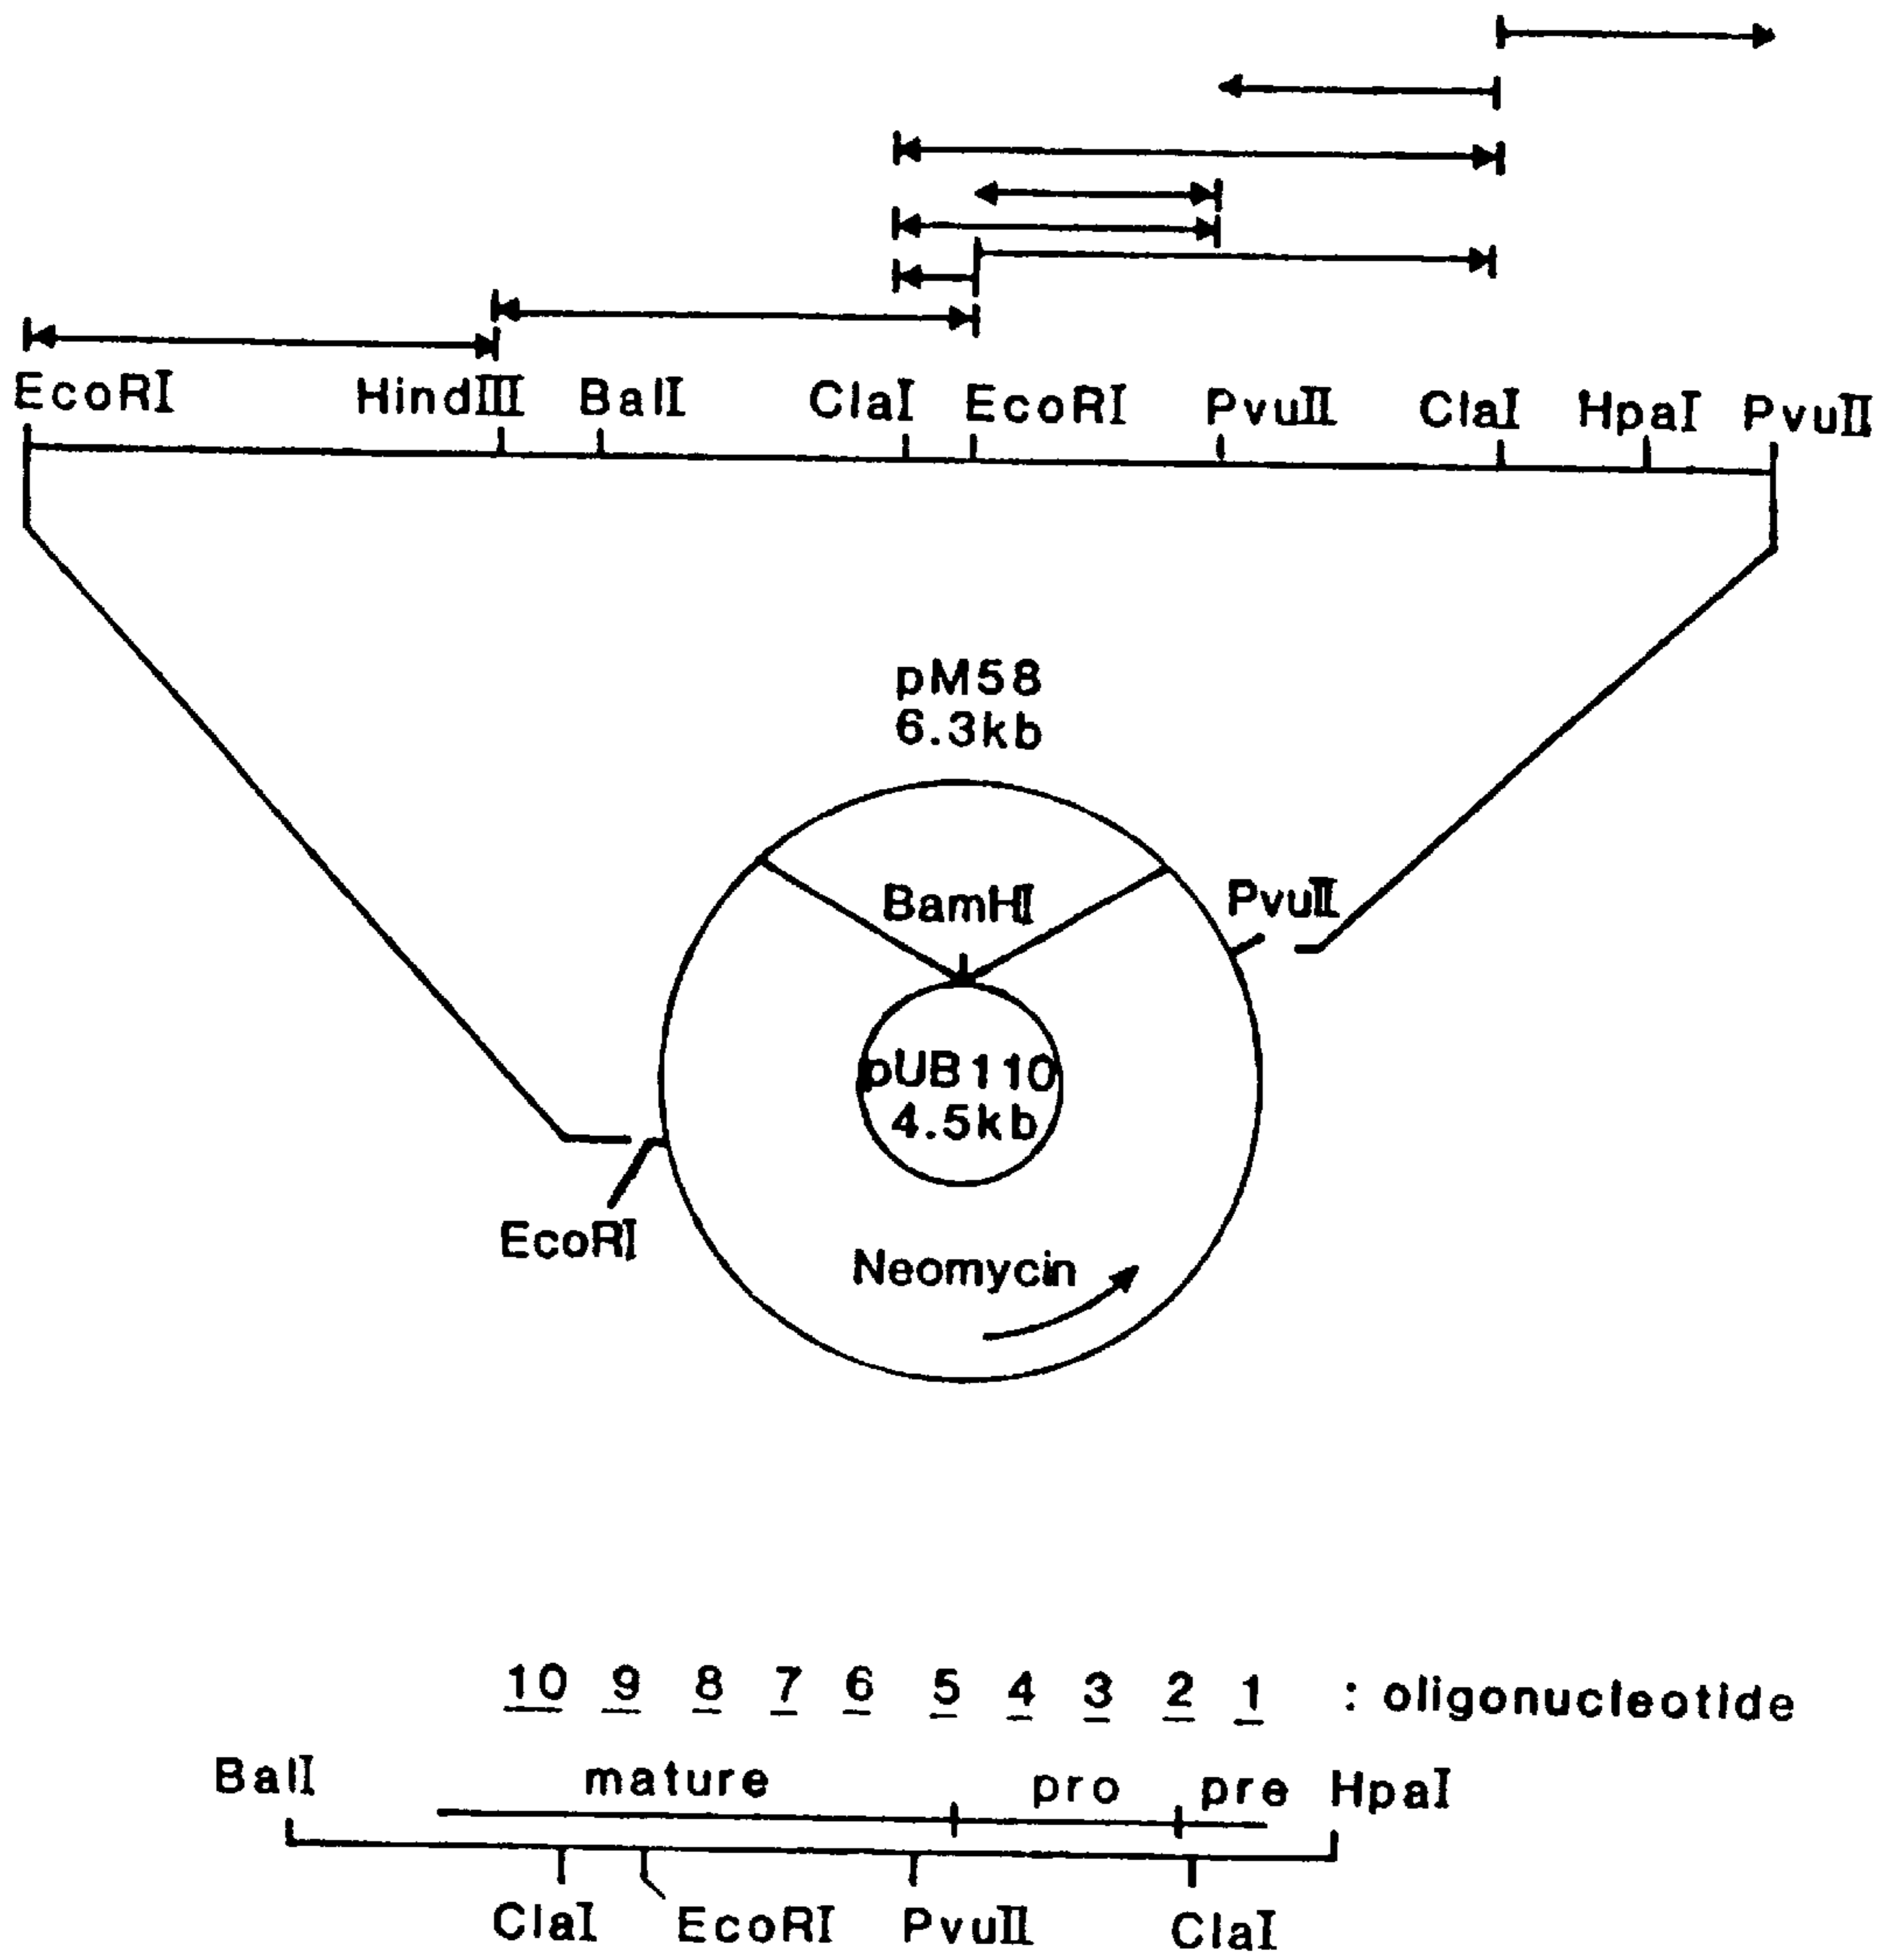 EcoRI HindIII BalI ClaI EcoRI PvuII ClaI HpaI PvuII
pM58
6.3kb
BamHI
PvuII
pUB110
4.5kb
EcoRI
Neomycin
10 9 8 7 6 5 4 3 2 1 : oligonucleotide
BalI mature pro pre HpaI
ClaI EcoRI PvuII ClaI